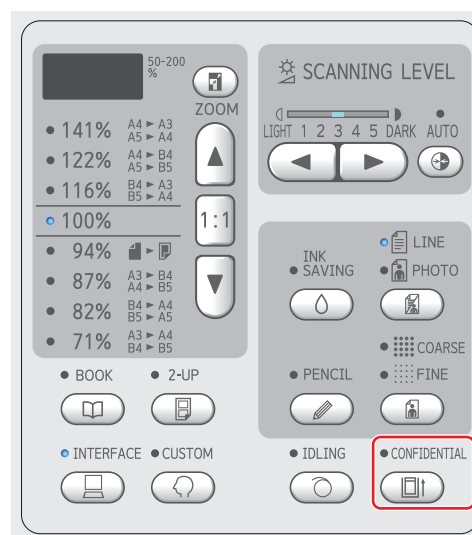 50-200
%
ZOOM
141% A4 ► A3
A5 ► A4
122% A4 ► B4
A5 ► B5
116% B4 ► A3
B5 ► A4
100%
1:1
94%
87% A3 ► B4
A4 ► B5
82% B4 ► A4
B5 ► A5
71% A3 ► A4
B4 ► B5
BOOK
2-UP
INTERFACE
CUSTOM
SCANNING LEVEL
LIGHT 1 2 3 4 5 DARK
AUTO
INK
SAVING
LINE
PHOTO
COARSE
FINE
PENCIL
IDLING
CONFIDENTIAL